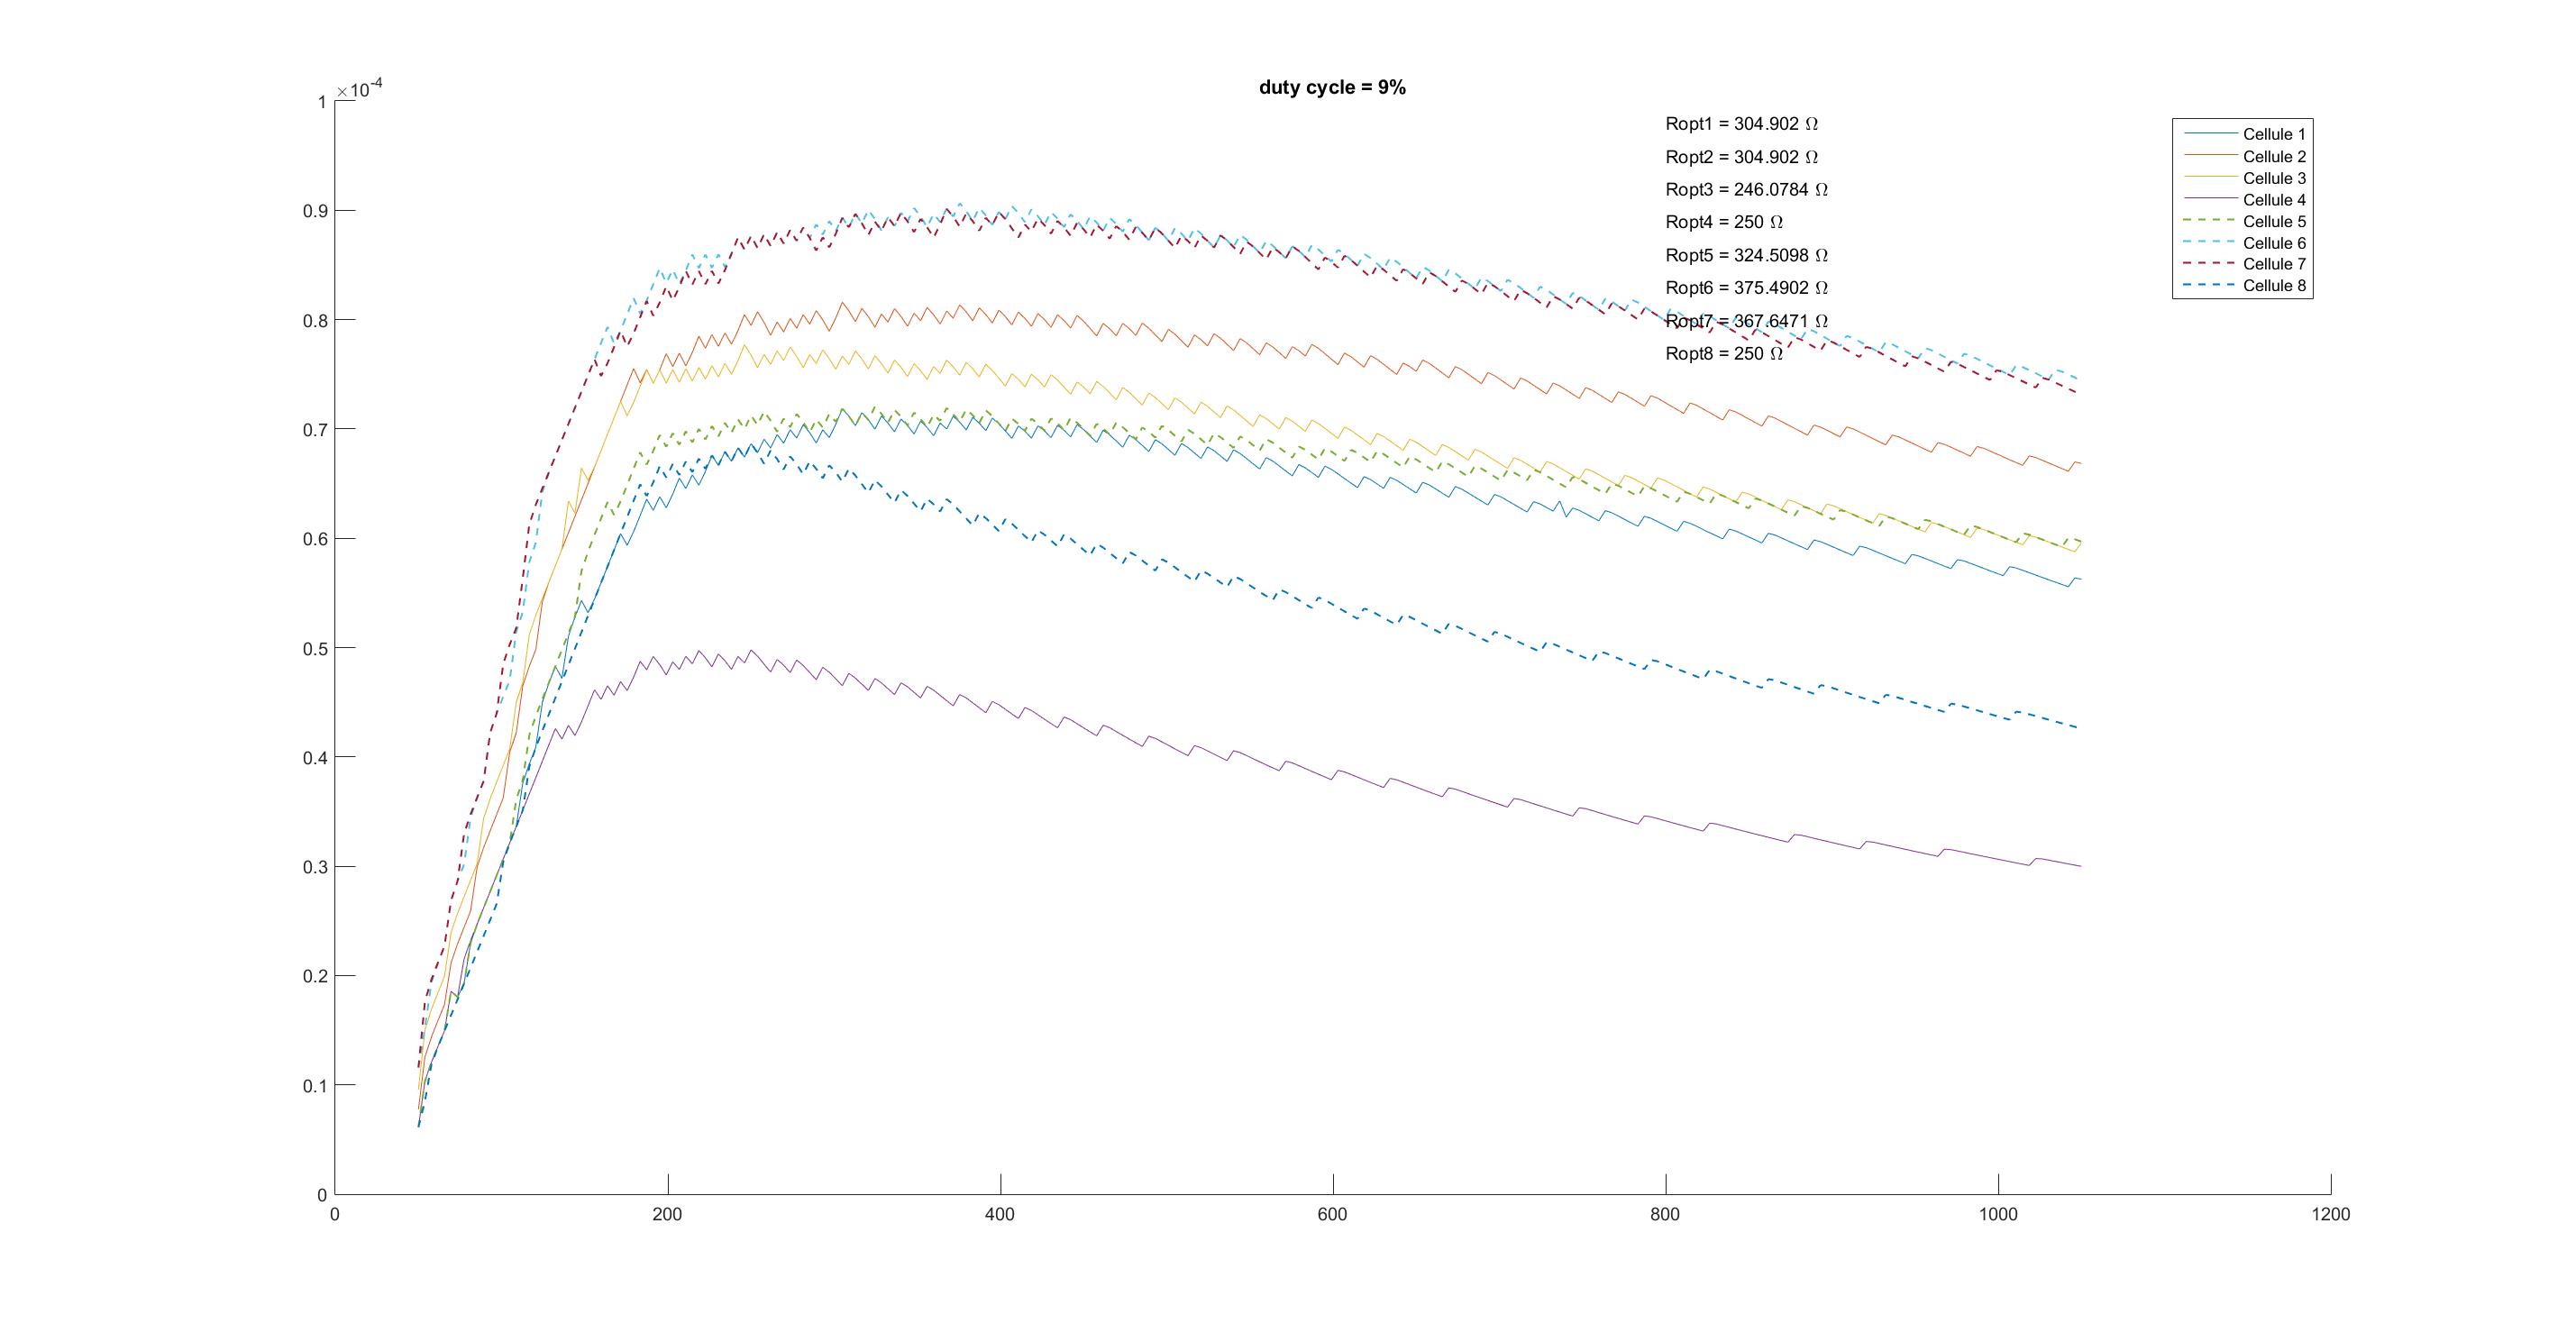 ×10-4
duty cycle = 9%
1
0.9
0.8
0.7
0.6
0.5
0.4
0.3
0.2
0.1
0
0
200
400
600
800
1000
1200
Ropt1 = 304.902 Ω
Ropt2 = 304.902 Ω
Ropt3 = 246.0784 Ω
Ropt4 = 250 Ω
Ropt5 = 324.5098 Ω
Ropt6 = 375.4902 Ω
Ropt7 = 367.6471 Ω
Ropt8 = 250 Ω
Cellule 1
Cellule 2
Cellule 3
Cellule 4
Cellule 5
Cellule 6
Cellule 7
Cellule 8